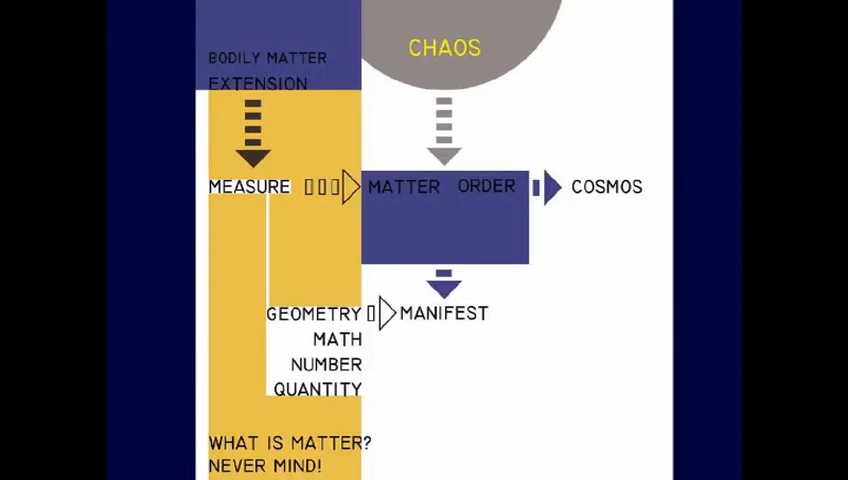 CHAOS
BODILY MATTER
EXTENSION
MEASURE
MATTER ORDER
COSMOS
GEOMETRY
MANIFEST
MATH
NUMBER
QUANTITY
WHAT IS MATTER?
NEVER MIND!